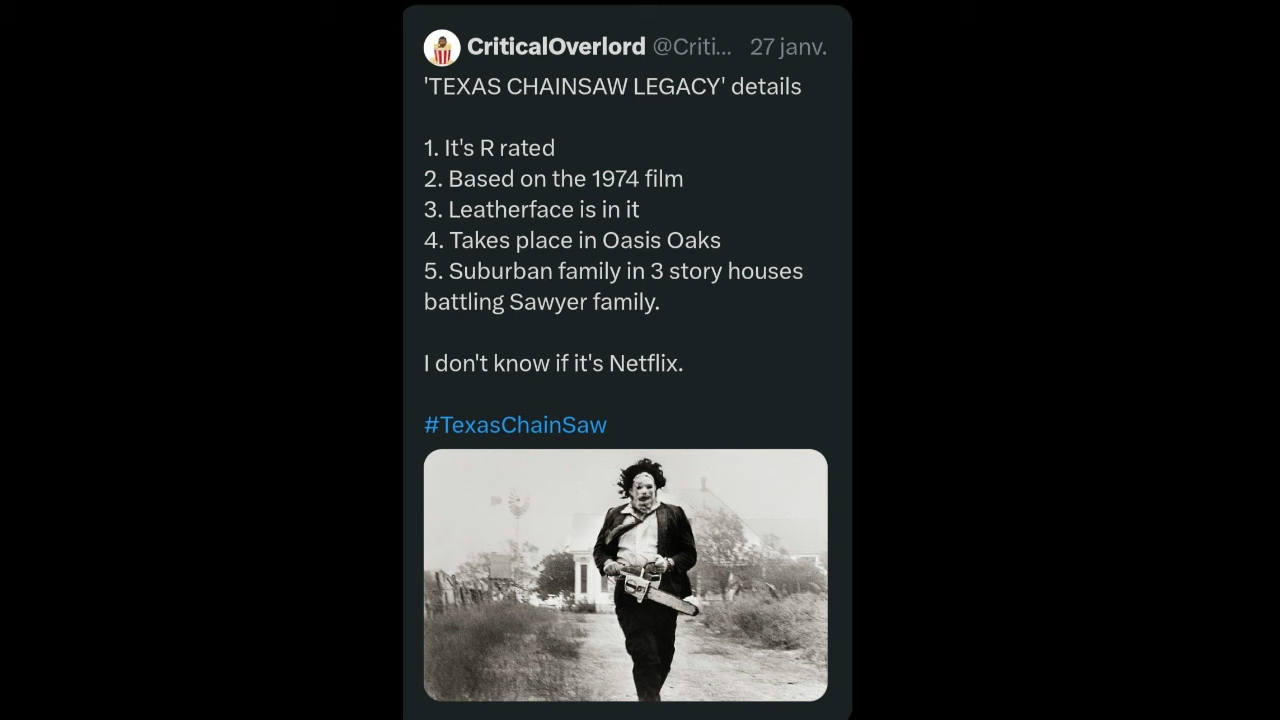 CriticalOverlord @Criti... 27 janv.
'TEXAS CHAINSAW LEGACY' details
1. It's R rated
2. Based on the 1974 film
3. Leatherface is in it
4. Takes place in Oasis Oaks
5. Suburban family in 3 story houses
battling Sawyer family.
I don't know if it's Netflix.
#TexasChainSaw